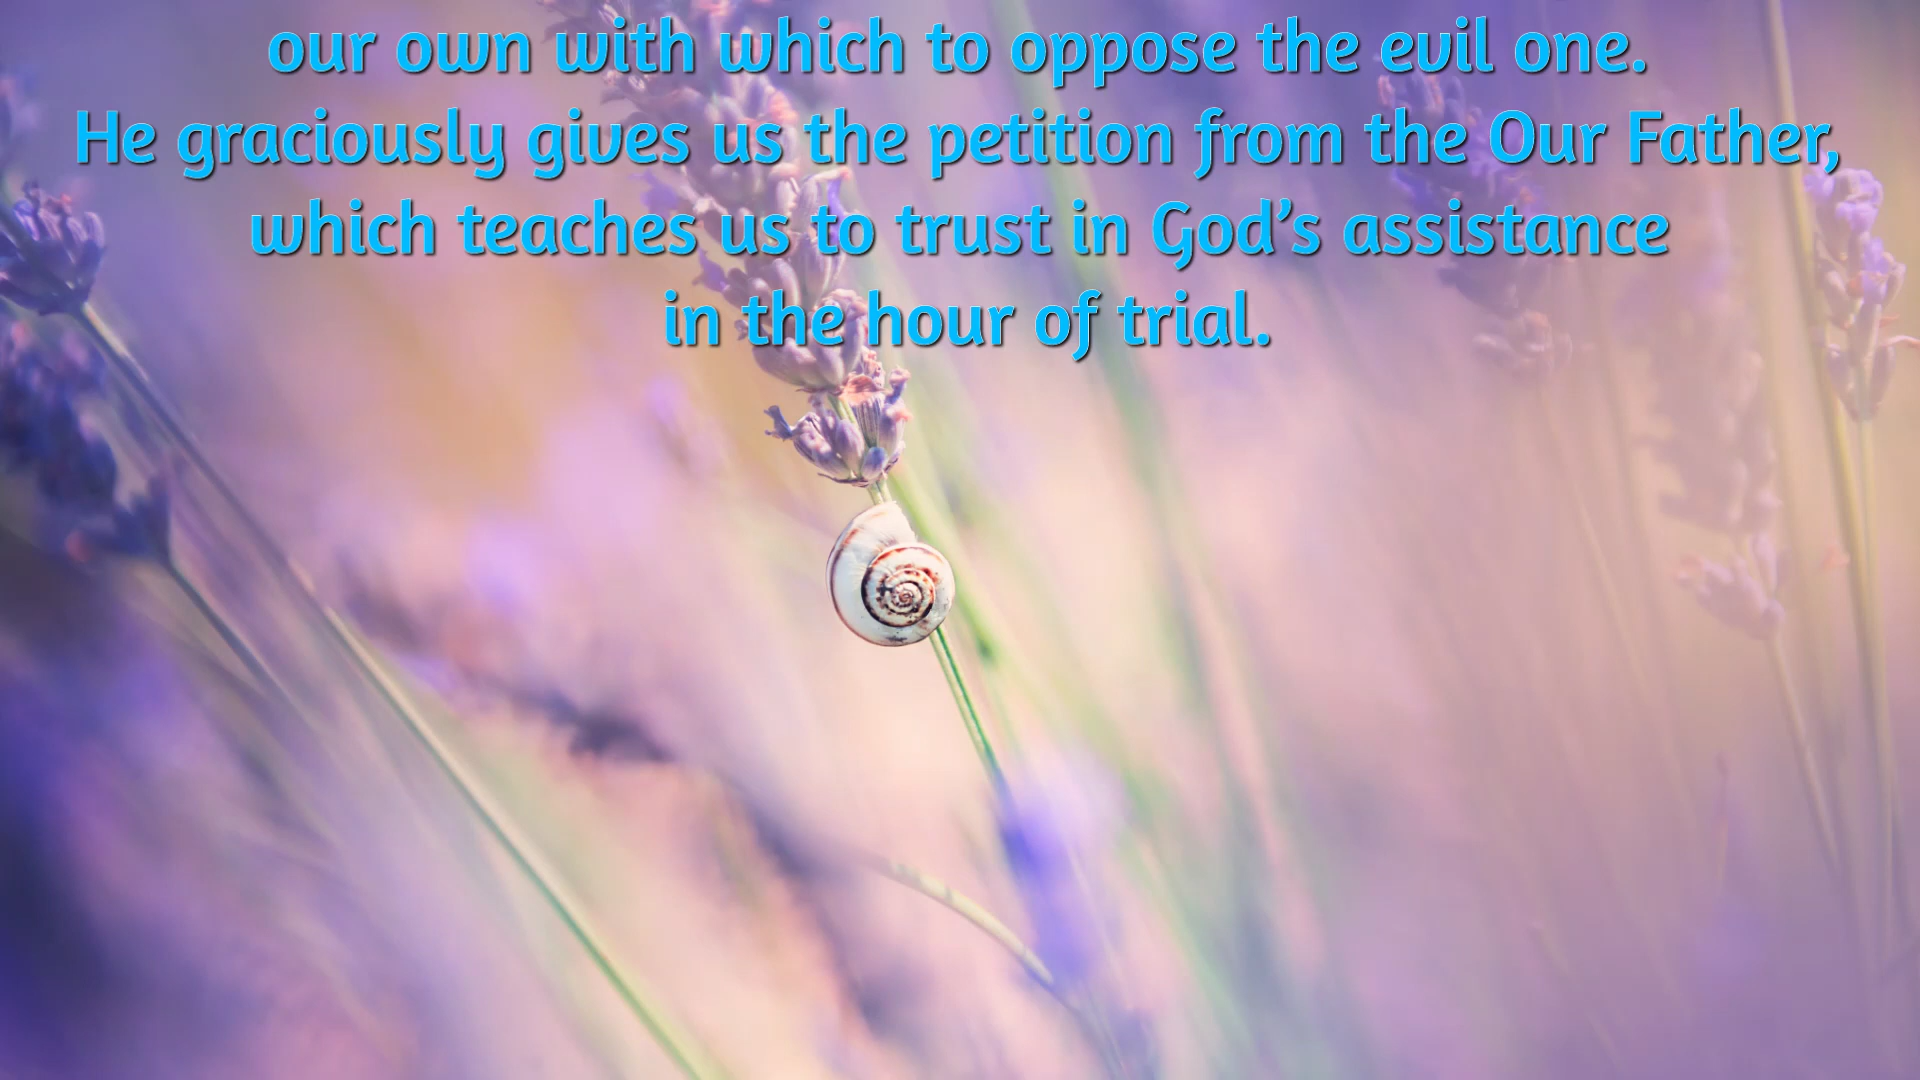 our own with which to oppose the evil one.
He graciously gives us the petition from the Our Father,
which teaches us to trust in God’s assistance
in the hour of trial.